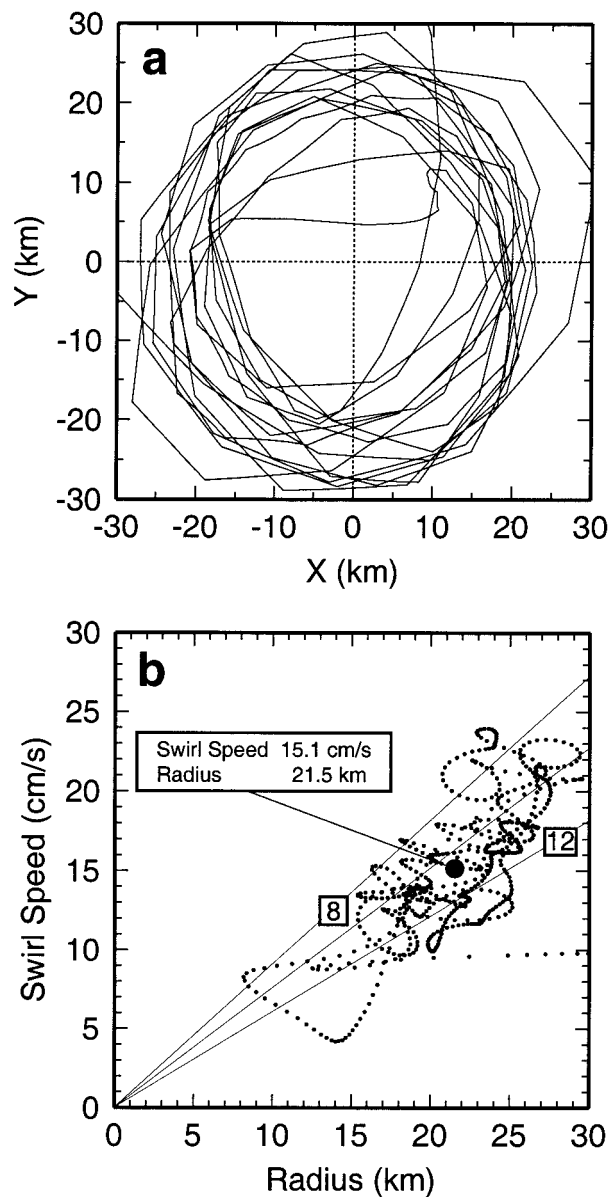 30
a
20
10
0
-10
-20
-30
Y (km)
-30 -20 -10 0 10 20 30
X (km)
30
b
25
Swirl Speed 15.1 cm/s
Radius 21.5 km
20
15
12
8
10
5
0
Swirl Speed (cm/s)
0 5 10 15 20 25 30
Radius (km)